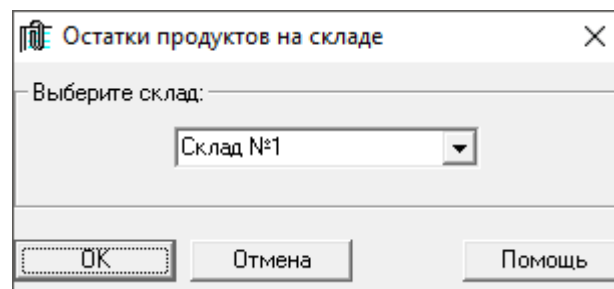 Остатки продуктов на складе
Выберите склад:
Склад №1
OK Отмена Помощь